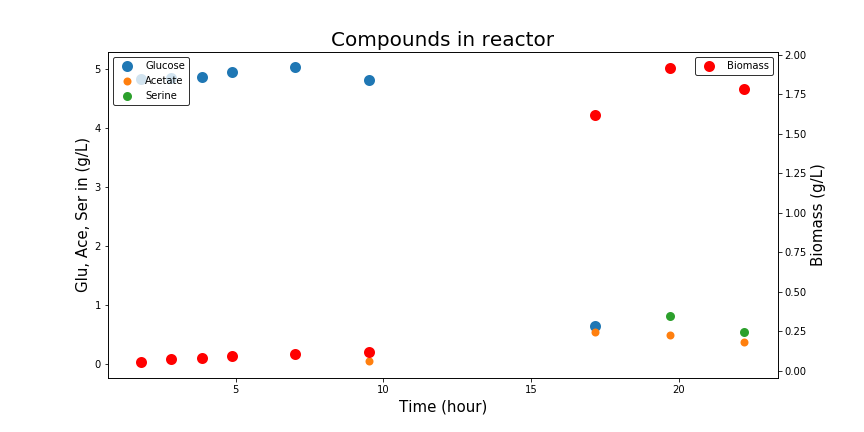 Compounds in reactor
Glucose
Acetate
Serine
Biomass
Glu, Ace, Ser in (g/L)
5
4
3
2
1
0
Biomass (g/L)
2.00
1.75
1.50
1.25
1.00
0.75
0.50
0.25
0.00
5
10
15
20
Time (hour)